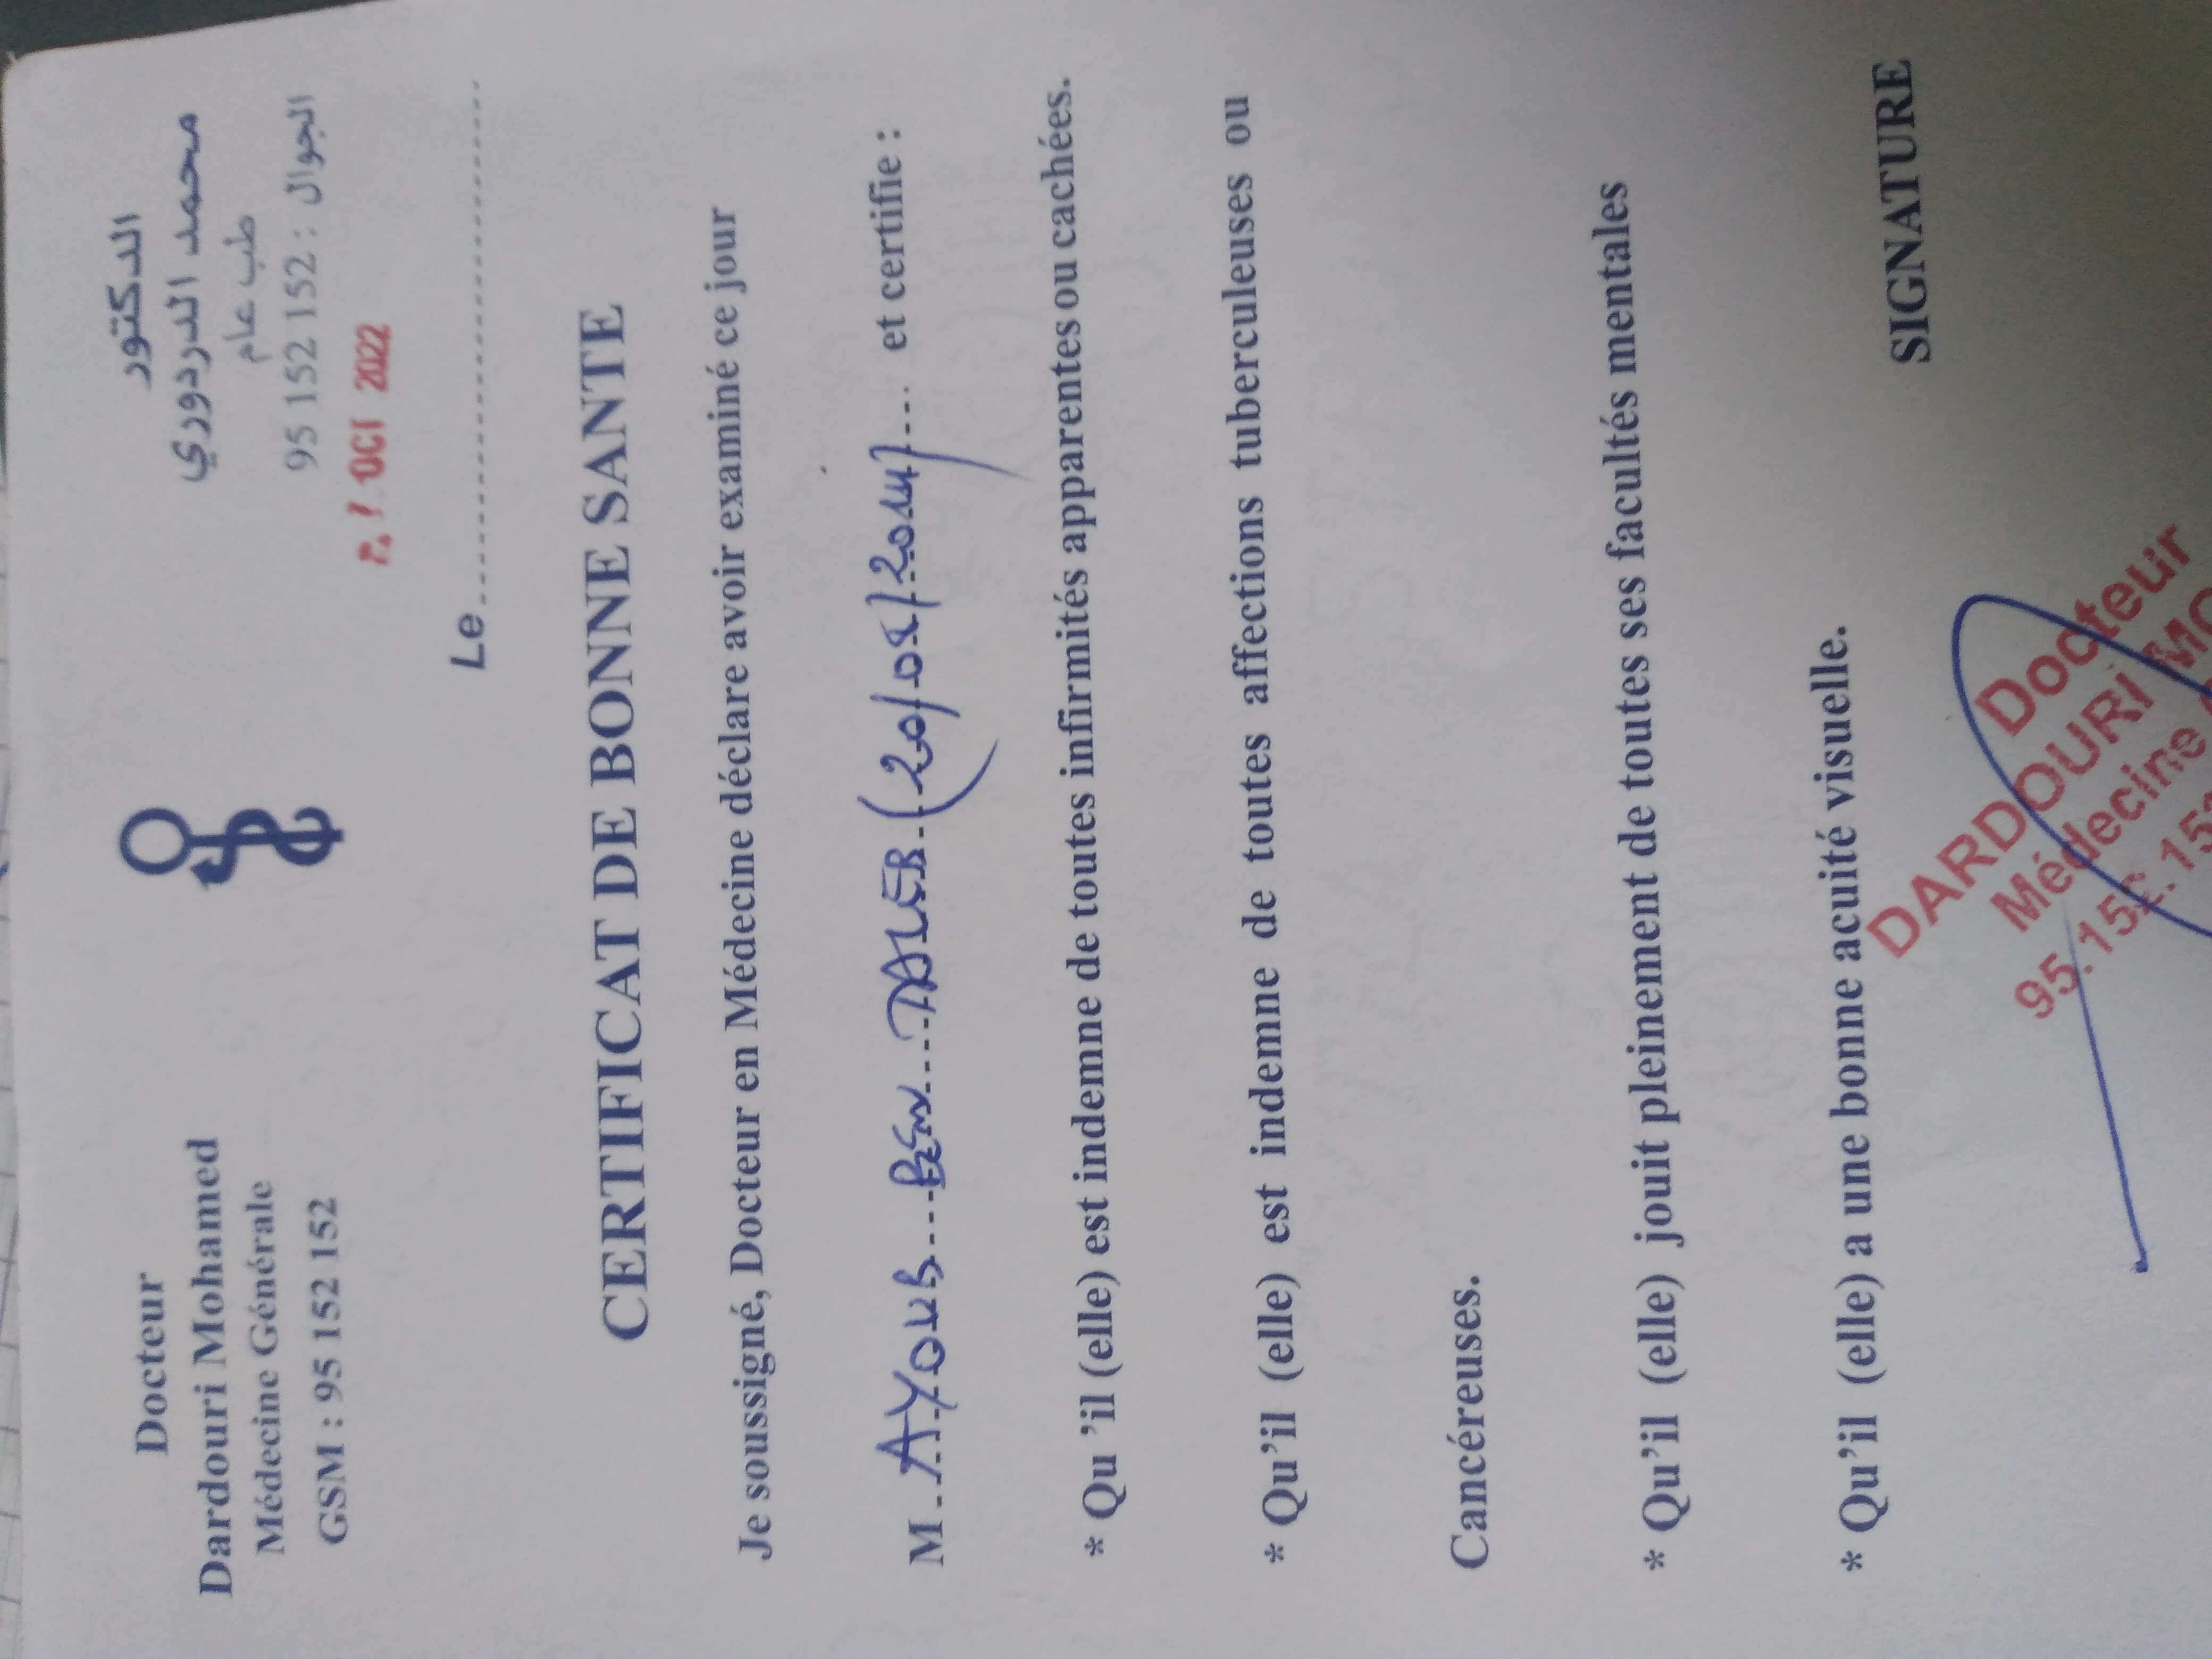 Docteur
Dardouri Mohamed
Médecine Générale
GSM : 95 152 152
الدكتور
محمد الدردوري
طب عام
الجوال : 152 152 95
OCT 2022
Le
CERTIFICAT DE BONNE SANTE
Je soussigné, Docteur en Médecine déclare avoir examiné ce jour
M AYOUB BEN TALEB (20/08/2014) et certifie :
* Qu 'il (elle) est indemne de toutes infirmités apparentes ou cachées.
* Qu'il (elle) est indemne de toutes affections tuberculeuses ou
Cancéreuses.
* Qu'il (elle) jouit pleinement de toutes ses facultés mentales
* Qu'il (elle) a une bonne acuité visuelle.
SIGNATURE
Docteur
DARDOURI
Médecine
95.152.